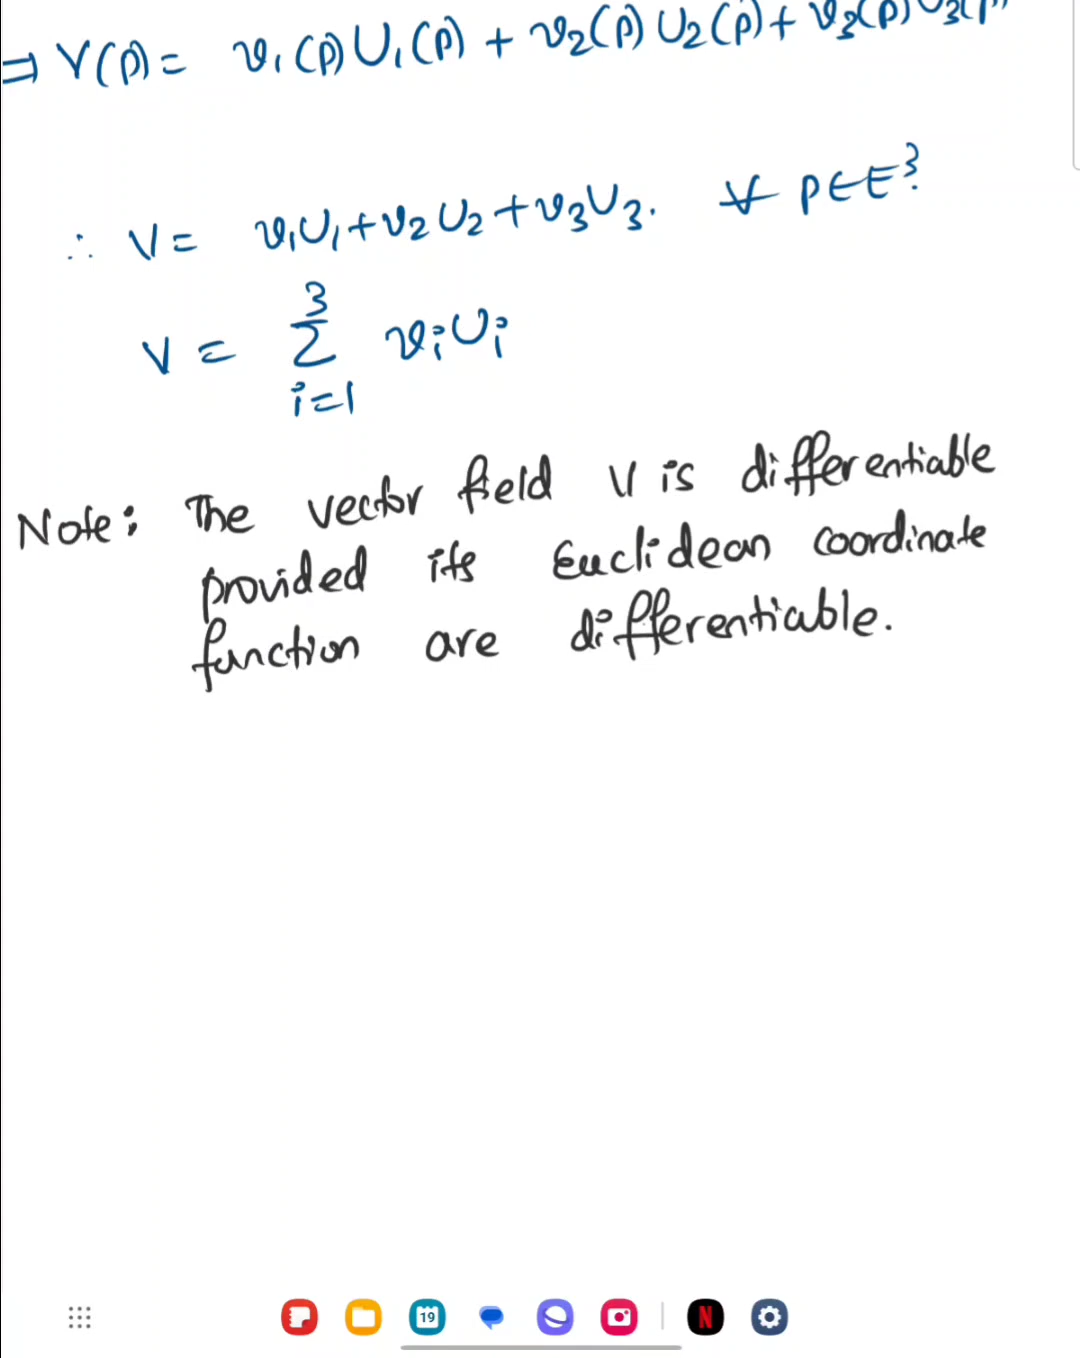 ⇒ V(p) = v₁(p)U₁(p) + v₂(p)U₂(p) + v₃(p)U₃(p)
∴ V = v₁U₁ + v₂U₂ + v₃U₃. ∀ p∈E³
3
V = Σ vᵢUᵢ
i=1
Note: The vector field V is differentiable
provided its Euclidean coordinate
function are differentiable.
19
N